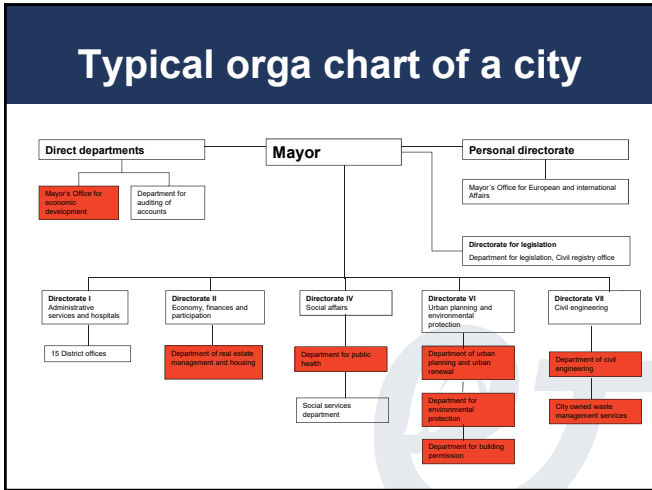 Typical orga chart of a city
Direct departments
Mayor
Personal directorate
Mayor's Office for
economic
development
Department for
auditing of
accounts
Mayor´s Office for European and international
Affairs
Directorate for legislation
Department for legislation, Civil registry office
Directorate I
Administrative
services and hospitals
Directorate II
Economy, finances and
participation
Directorate IV
Social affairs
Directorate VI
Urban planning and
environmental
protection
Directorate VII
Civil engineering
15 District offices
Department of real estate
management and housing
Department for public
health
Department of urban
planning and urban
renewal
Department of civil
engineering
Social services
department
Department for
environmental
protection
City owned waste
management services
Department for building
permission